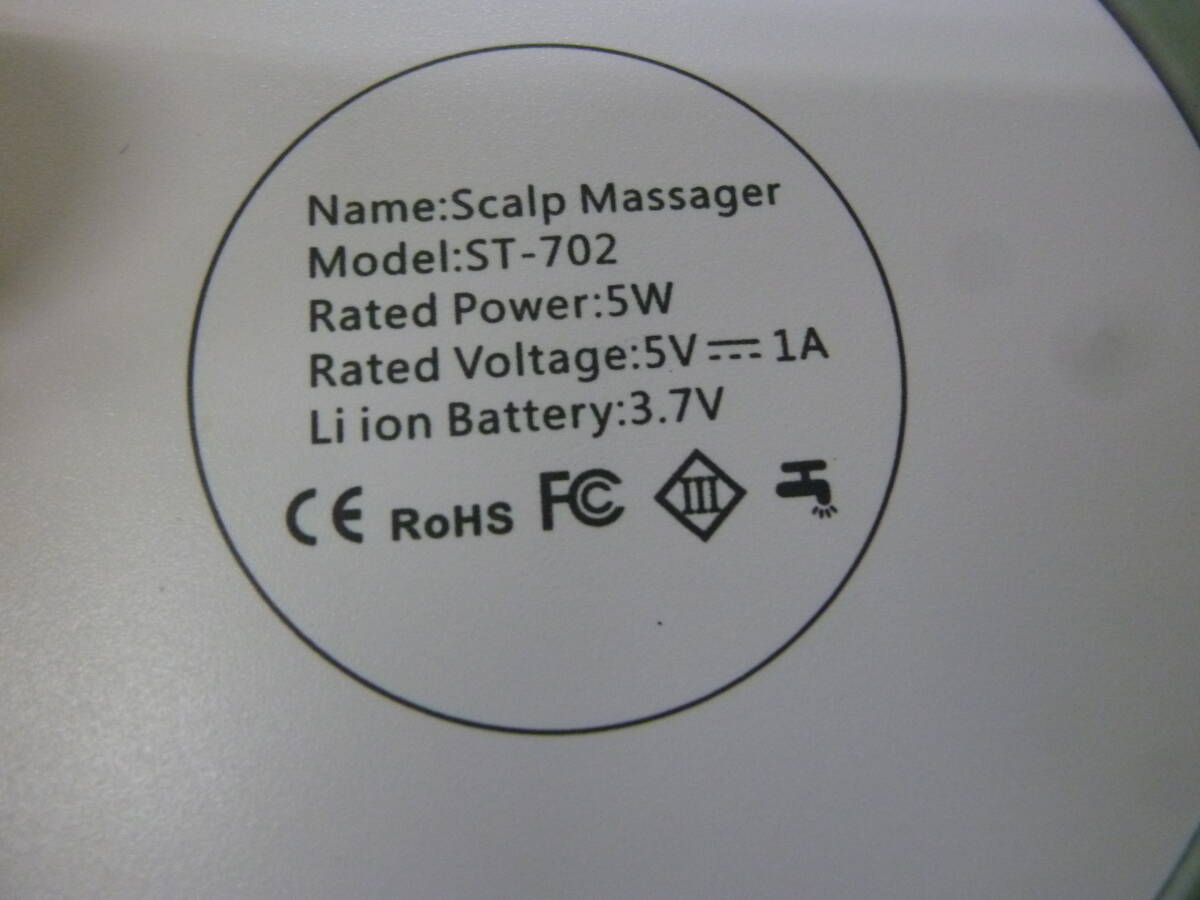 Name:Scalp Massager
Model:ST-702
Rated Power:5W
Rated Voltage:5V⎓1A
Li ion Battery:3.7V
CE RoHS FC III